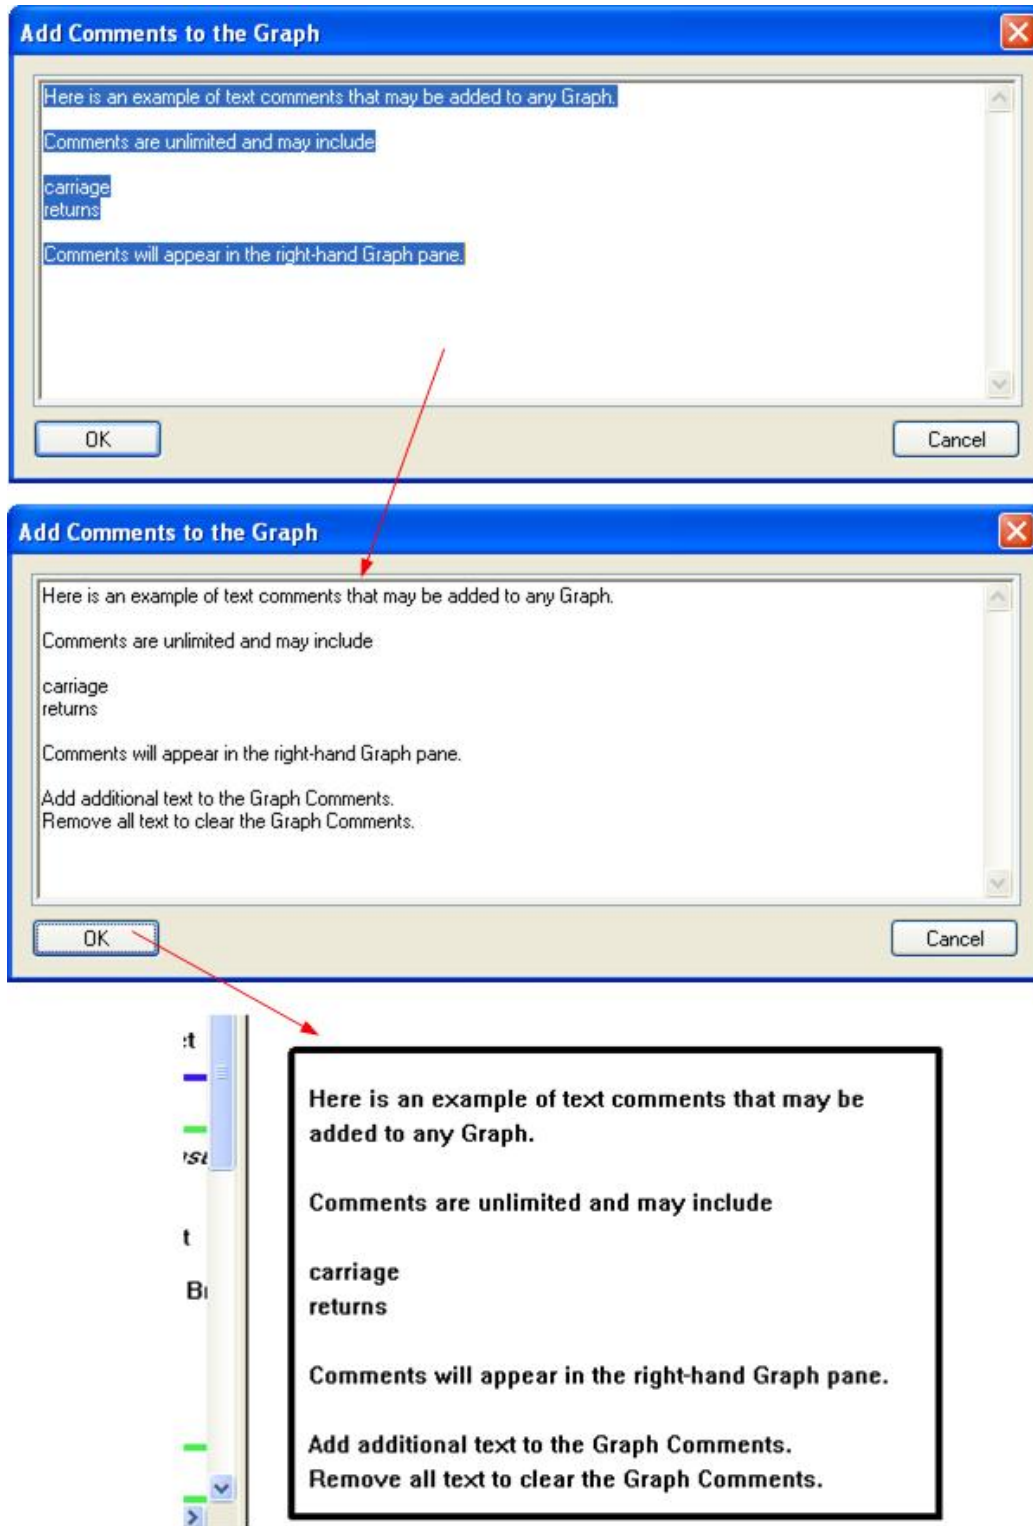 Add Comments to the Graph
Here is an example of text comments that may be added to any Graph.
Comments are unlimited and may include
carriage
returns
Comments will appear in the right-hand Graph pane.
OK
Cancel
Add Comments to the Graph
Here is an example of text comments that may be added to any Graph.
Comments are unlimited and may include
carriage
returns
Comments will appear in the right-hand Graph pane.
Add additional text to the Graph Comments.
Remove all text to clear the Graph Comments.
OK
Cancel
Here is an example of text comments that may be
added to any Graph.
Comments are unlimited and may include
carriage
returns
Comments will appear in the right-hand Graph pane.
Add additional text to the Graph Comments.
Remove all text to clear the Graph Comments.